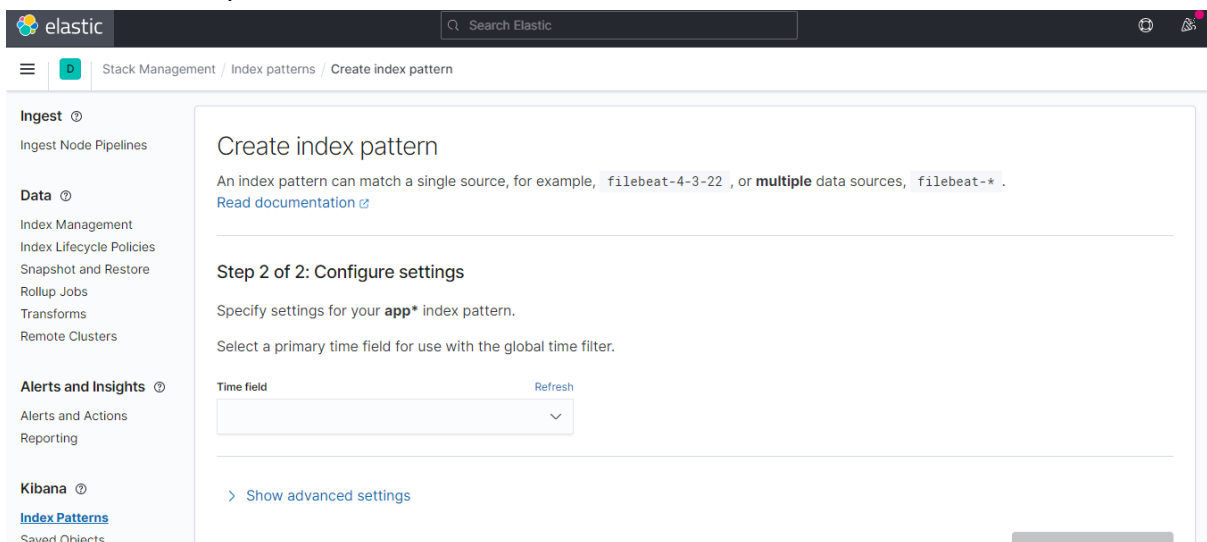 elastic
Search Elastic
D
Stack Management / Index patterns / Create index pattern
Ingest
Ingest Node Pipelines
Data
Index Management
Index Lifecycle Policies
Snapshot and Restore
Rollup Jobs
Transforms
Remote Clusters
Alerts and Insights
Alerts and Actions
Reporting
Kibana
Index Patterns
Saved Objects
Create index pattern
An index pattern can match a single source, for example, filebeat-4-3-22 , or multiple data sources, filebeat-* .
Read documentation
Step 2 of 2: Configure settings
Specify settings for your app* index pattern.
Select a primary time field for use with the global time filter.
Time field
Refresh
Show advanced settings